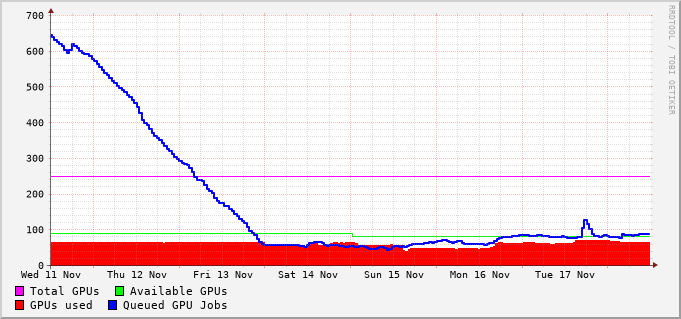 700
600
500
400
300
200
100
0
Wed 11 Nov Thu 12 Nov Fri 13 Nov Sat 14 Nov Sun 15 Nov Mon 16 Nov Tue 17 Nov
Total GPUs Available GPUs
GPUs used Queued GPU Jobs
RRDTOOL / TOBI OETIKER